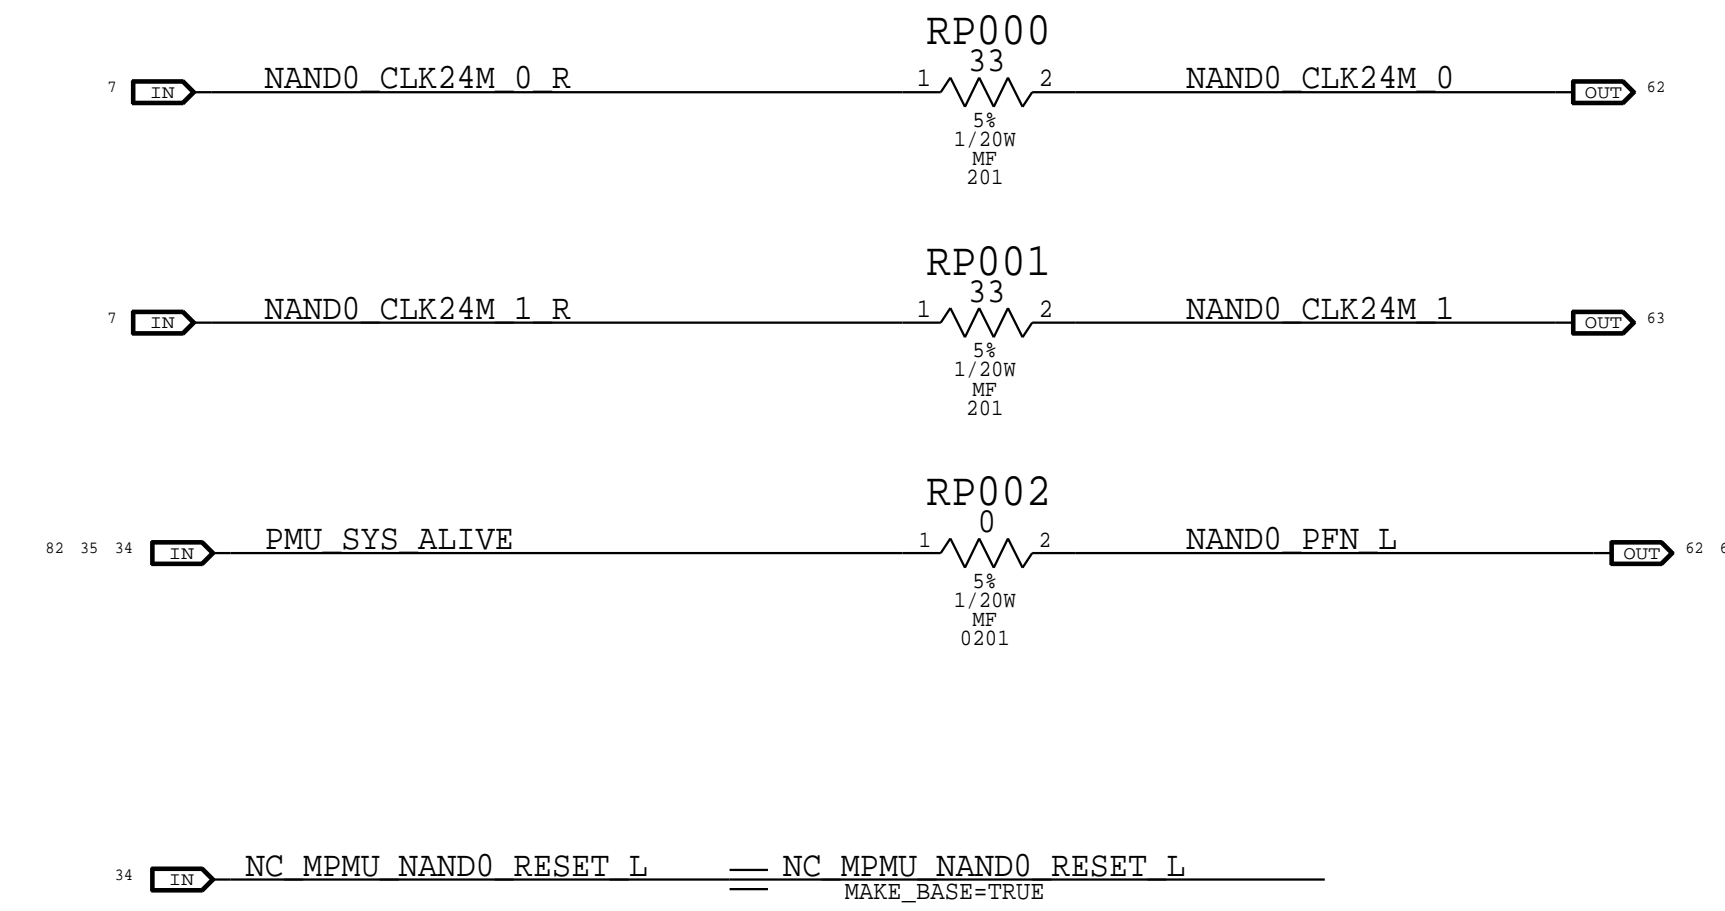 RP000
33
7 IN NAND0_CLK24M_0_R 1 2 NAND0_CLK24M_0 OUT 62
5%
1/20W
MF
201
RP001
33
7 IN NAND0_CLK24M_1_R 1 2 NAND0_CLK24M_1 OUT 63
5%
1/20W
MF
201
RP002
0
82 35 34 IN PMU_SYS_ALIVE 1 2 NAND0_PFN_L OUT 62
5%
1/20W
MF
0201
34 IN NC_MPMU_NAND0_RESET_L NC_MPMU_NAND0_RESET_L
MAKE_BASE=TRUE